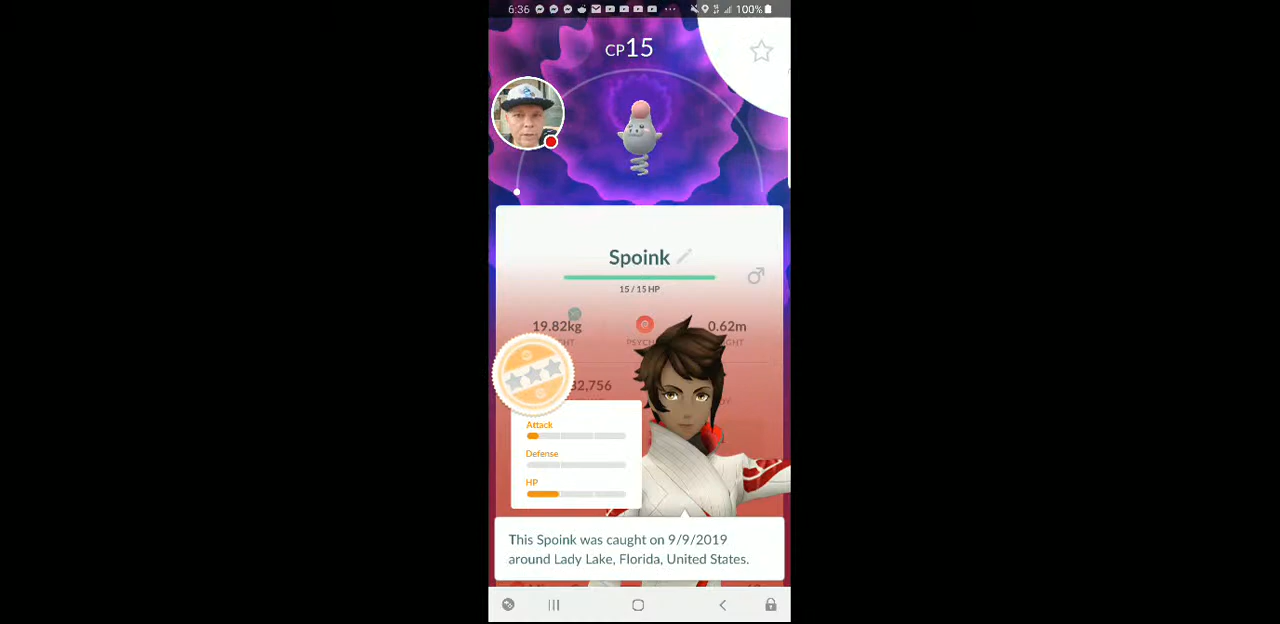 6:36
100%
CP15
Spoink
15 / 15 HP
19.82kg
0.62m
Attack
Defense
HP
This Spoink was caught on 9/9/2019
around Lady Lake, Florida, United States.